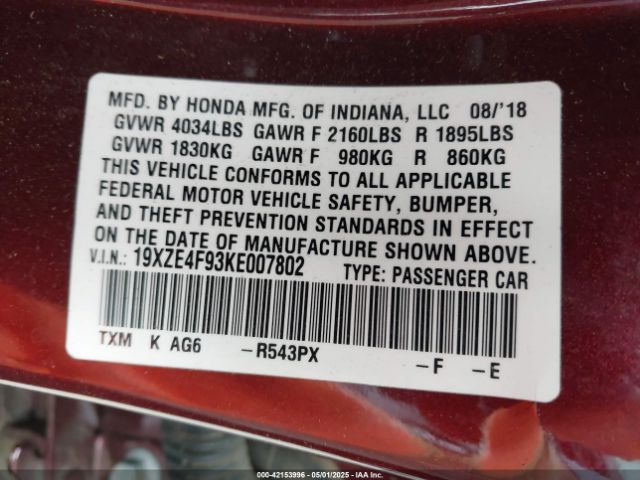 MFD. BY HONDA MFG. OF INDIANA, LLC 08/'18
GVWR 4034LBS GAWR F 2160LBS R 1895LBS
GVWR 1830KG GAWR F 980KG R 860KG
THIS VEHICLE CONFORMS TO ALL APPLICABLE
FEDERAL MOTOR VEHICLE SAFETY, BUMPER,
AND THEFT PREVENTION STANDARDS IN EFFECT
ON THE DATE OF MANUFACTURE SHOWN ABOVE.
V.I.N.: 19XZE4F93KE007802 TYPE: PASSENGER CAR
TXM K AG6 -R543PX -F -E
000-42153996 05/01/2025 IAA Inc.